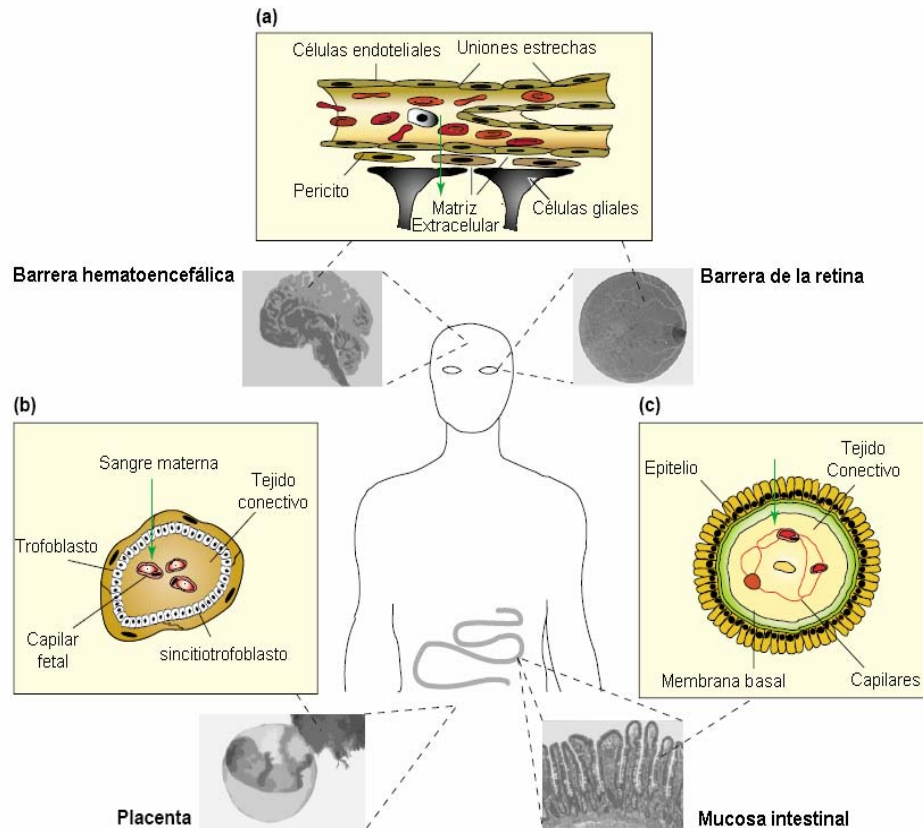 (a)
Células endoteliales
Uniones estrechas
Pericito
Matriz
Extracelular
Células gliales
Barrera hematoencefálica
Barrera de la retina
(b)
Sangre materna
Tejido
conectivo
Trofoblasto
Capilar
fetal
sincitiotrofoblasto
(c)
Epitelio
Tejido
Conectivo
Membrana basal
Capilares
Placenta
Mucosa intestinal